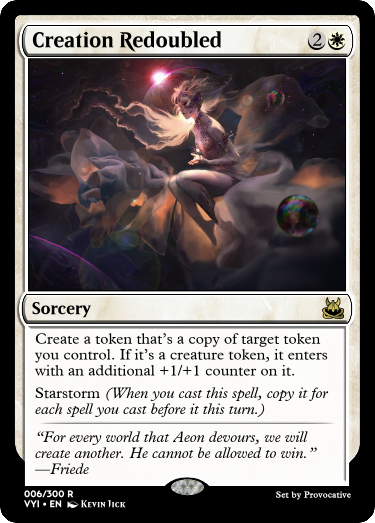 Creation Redoubled 2
Sorcery
Create a token that's a copy of target token
you control. If it's a creature token, it enters
with an additional +1/+1 counter on it.
Starstorm (When you cast this spell, copy it for
each spell you cast before it this turn.)
“For every world that Aeon devours, we will
create another. He cannot be allowed to win.”
—Friede
006/300 R
VYI • EN Kevin Jick
Set by Provocative